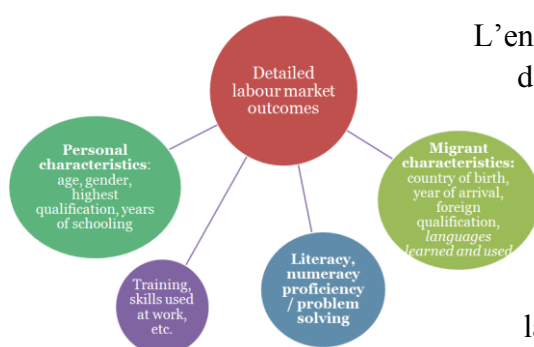 L’en
d
Detailed
labour market
outcomes
Personal
characteristics:
age, gender,
highest
qualification, years
of schooling
Migrant
characteristics:
country of birth,
year of arrival,
foreign
qualification,
languages
learned and used
Training,
skills used
at work,
etc.
Literacy,
numeracy
proficiency
/ problem
solving
la